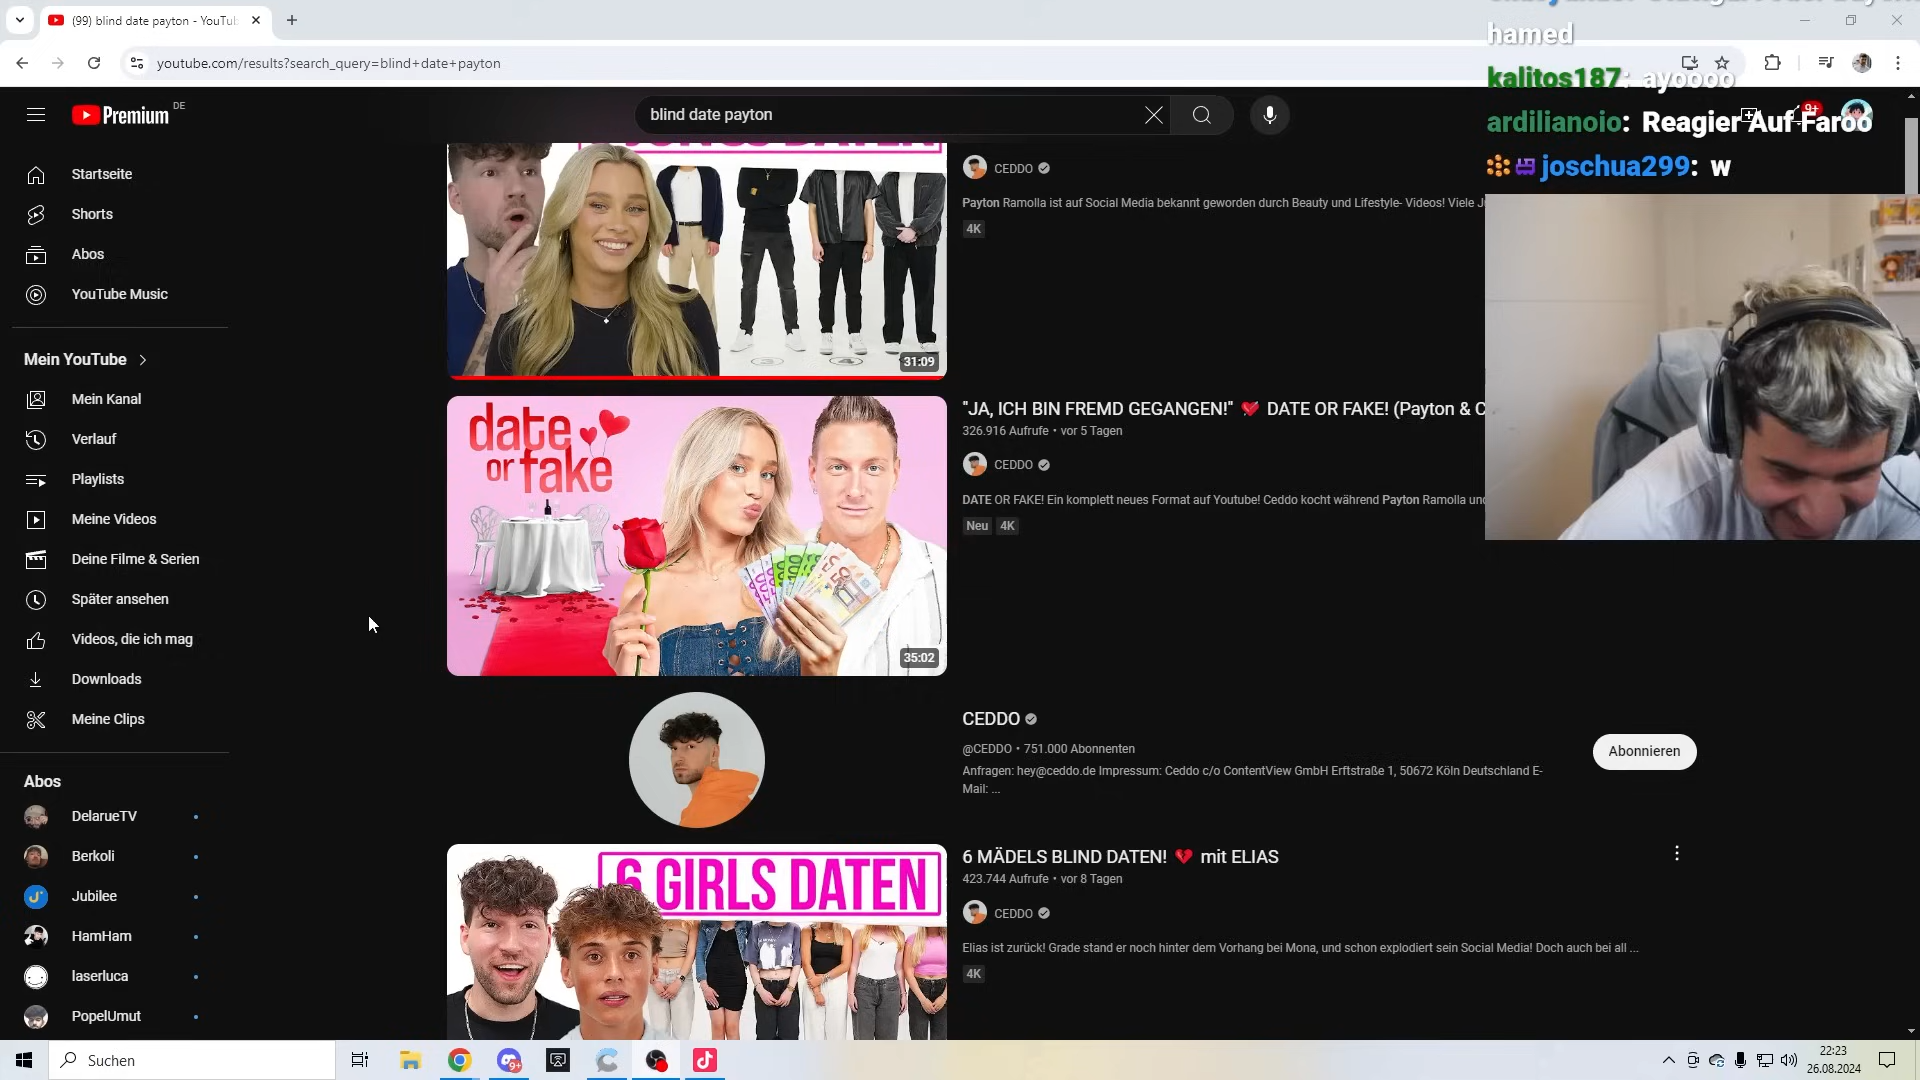 (99) blind date payton - YouTub
youtube.com/results?search_query=blind+date+payton
hamed
kalitos187: ayoooo
ardilianoio: Reagier Auf Faroo
joschua299: w
Premium DE
blind date payton
9+
Startseite
Shorts
Abos
YouTube Music
Mein YouTube
Mein Kanal
Verlauf
Playlists
Meine Videos
Deine Filme & Serien
Später ansehen
Videos, die ich mag
Downloads
Meine Clips
Abos
DelarueTV
Berkoli
Jubilee
HamHam
laserluca
PopelUmut
31:09
CEDDO
Payton Ramolla ist auf Social Media bekannt geworden durch Beauty und Lifestyle- Videos! Viele J
4K
date
or fake
35:02
"JA, ICH BIN FREMD GEGANGEN!" 💔 DATE OR FAKE! (Payton & C
326.916 Aufrufe • vor 5 Tagen
CEDDO
DATE OR FAKE! Ein komplett neues Format auf Youtube! Ceddo kocht während Payton Ramolla und
Neu 4K
CEDDO
@CEDDO • 751.000 Abonnenten
Anfragen: hey@ceddo.de Impressum: Ceddo c/o ContentView GmbH Erftstraße 1, 50672 Köln Deutschland E-
Mail: ...
Abonnieren
6 GIRLS DATEN
6 MÄDELS BLIND DATEN! 💔 mit ELIAS
423.744 Aufrufe • vor 8 Tagen
CEDDO
Elias ist zurück! Grade stand er noch hinter dem Vorhang bei Mona, und schon explodiert sein Social Media! Doch auch bei all ...
4K
Suchen
9+
22:23
26.08.2024